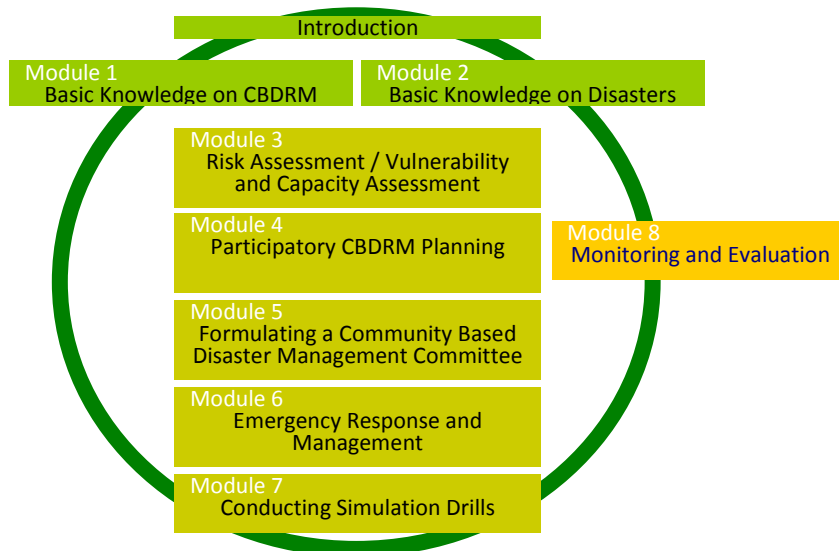 Introduction
Module 1
Basic Knowledge on CBDRM
Module 2
Basic Knowledge on Disasters
Module 3
Risk Assessment / Vulnerability
and Capacity Assessment
Module 4
Participatory CBDRM Planning
Module 8
Monitoring and Evaluation
Module 5
Formulating a Community Based
Disaster Management Committee
Module 6
Emergency Response and
Management
Module 7
Conducting Simulation Drills